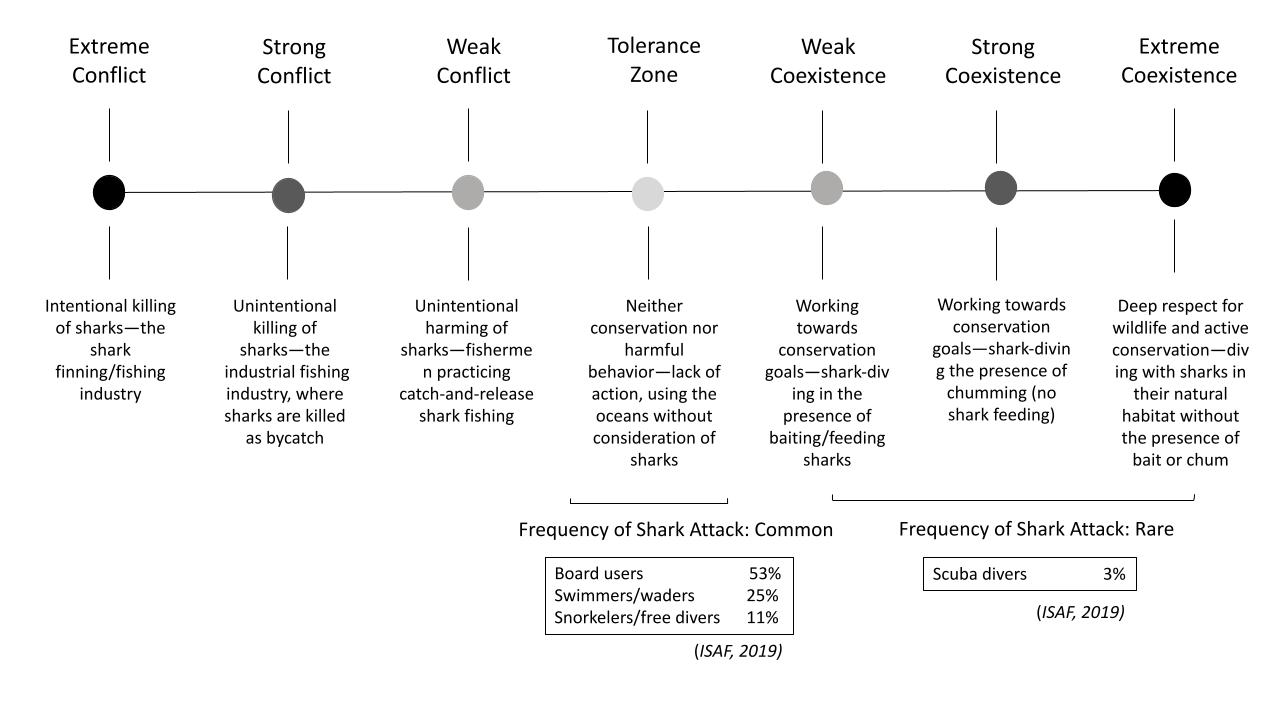 Extreme
Conflict
Strong
Conflict
Weak
Conflict
Tolerance
Zone
Weak
Coexistence
Strong
Coexistence
Extreme
Coexistence
Intentional killing
of sharks—the
shark
finning/fishing
industry
Unintentional
killing of
sharks—the
industrial fishing
industry, where
sharks are killed
as bycatch
Unintentional
harming of
sharks—fisherme
n practicing
catch-and-release
shark fishing
Neither
conservation nor
harmful
behavior—lack of
action, using the
oceans without
consideration of
sharks
Working
towards
conservation
goals—shark-div
ing in the
presence of
baiting/feeding
sharks
Working towards
conservation
goals—shark-divin
g the presence of
chumming (no
shark feeding)
Deep respect for
wildlife and active
conservation—div
ing with sharks in
their natural
habitat without
the presence of
bait or chum
Frequency of Shark Attack: Common
Board users 53%
Swimmers/waders 25%
Snorkelers/free divers 11%
(ISAF, 2019)
Frequency of Shark Attack: Rare
Scuba divers 3%
(ISAF, 2019)